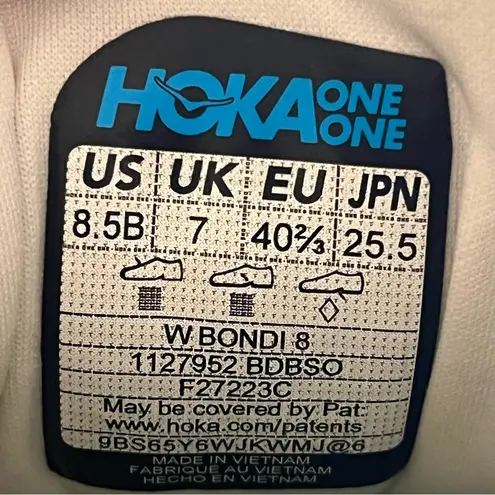 HOKA ONE ONE
US UK EU JPN
8.5B 7 40⅔ 25.5
W BONDI 8
1127952 BDBSO
F27223C
May be covered by Pat:
www.hoka.com/patents
9BS65Y6WJKWMJ@6
MADE IN VIETNAM
FABRIQUÉ AU VIETNAM
HECHO EN VIETNAM